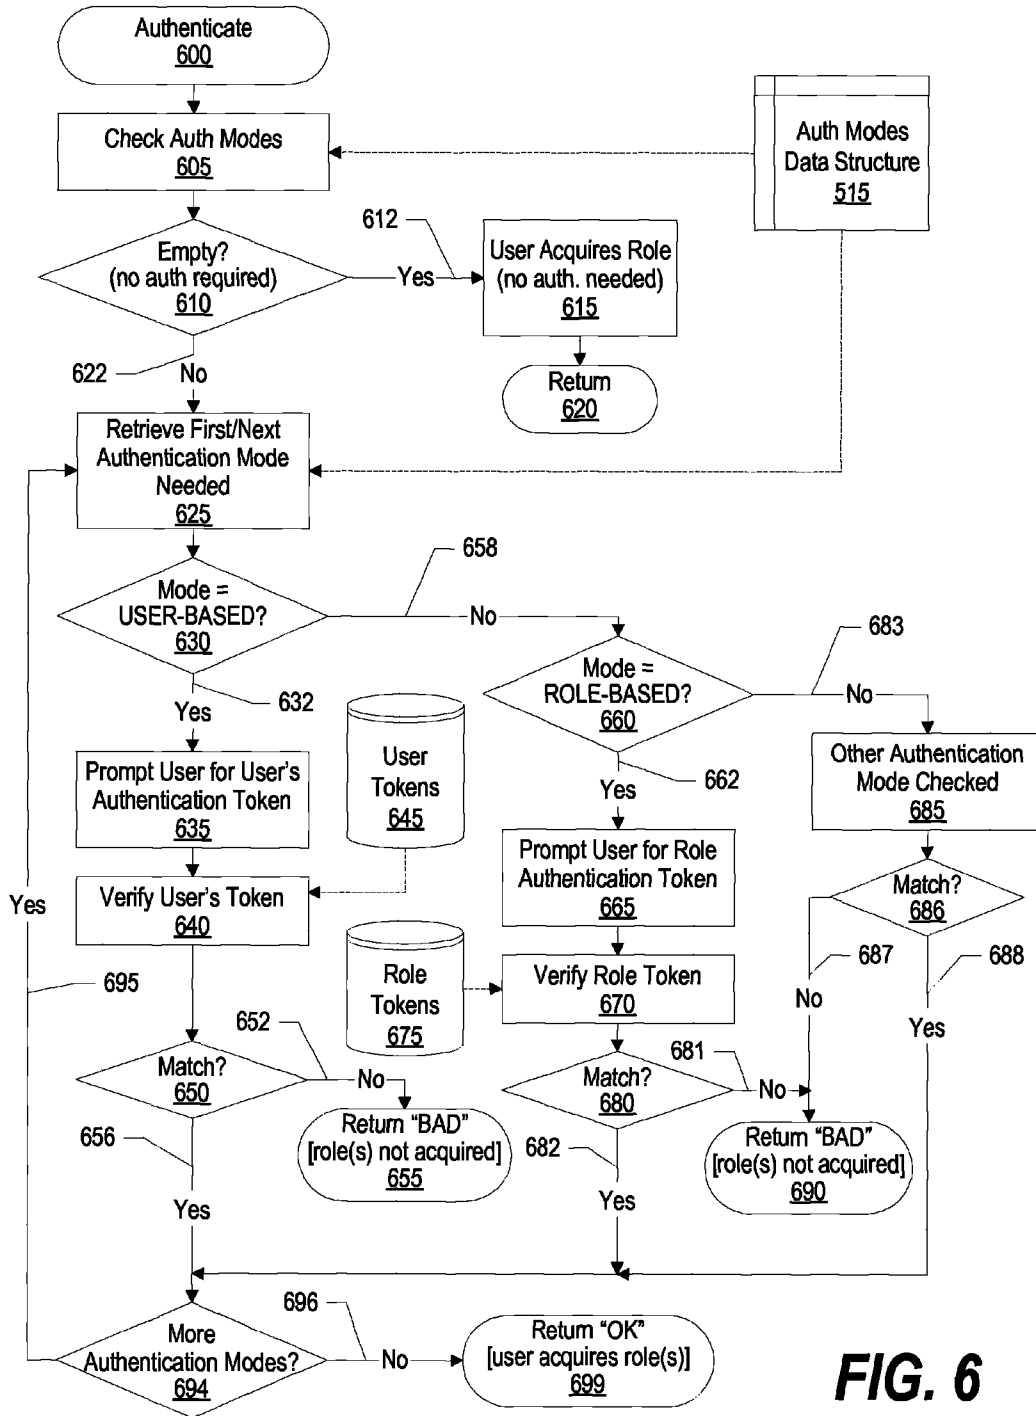 Authenticate
600
Check Auth Modes
605
Auth Modes
Data Structure
515
Empty?
(no auth required)
610
612
Yes
User Acquires Role
(no auth. needed)
615
Return
620
622
No
Retrieve First/Next
Authentication Mode
Needed
625
Mode =
USER-BASED?
630
658
No
632
Yes
Mode =
ROLE-BASED?
660
683
No
662
Yes
Other Authentication
Mode Checked
685
Prompt User for User's
Authentication Token
635
User
Tokens
645
Prompt User for Role
Authentication Token
665
Match?
686
687
No
688
Yes
Verify User's Token
640
Yes
695
Role
Tokens
675
Verify Role Token
670
Match?
650
652
No
Return “BAD”
[role(s) not acquired]
655
656
Yes
Match?
680
681
No
682
Yes
Return “BAD”
[role(s) not acquired]
690
More
Authentication Modes?
694
696
No
Return “OK”
[user acquires role(s)]
699
FIG. 6